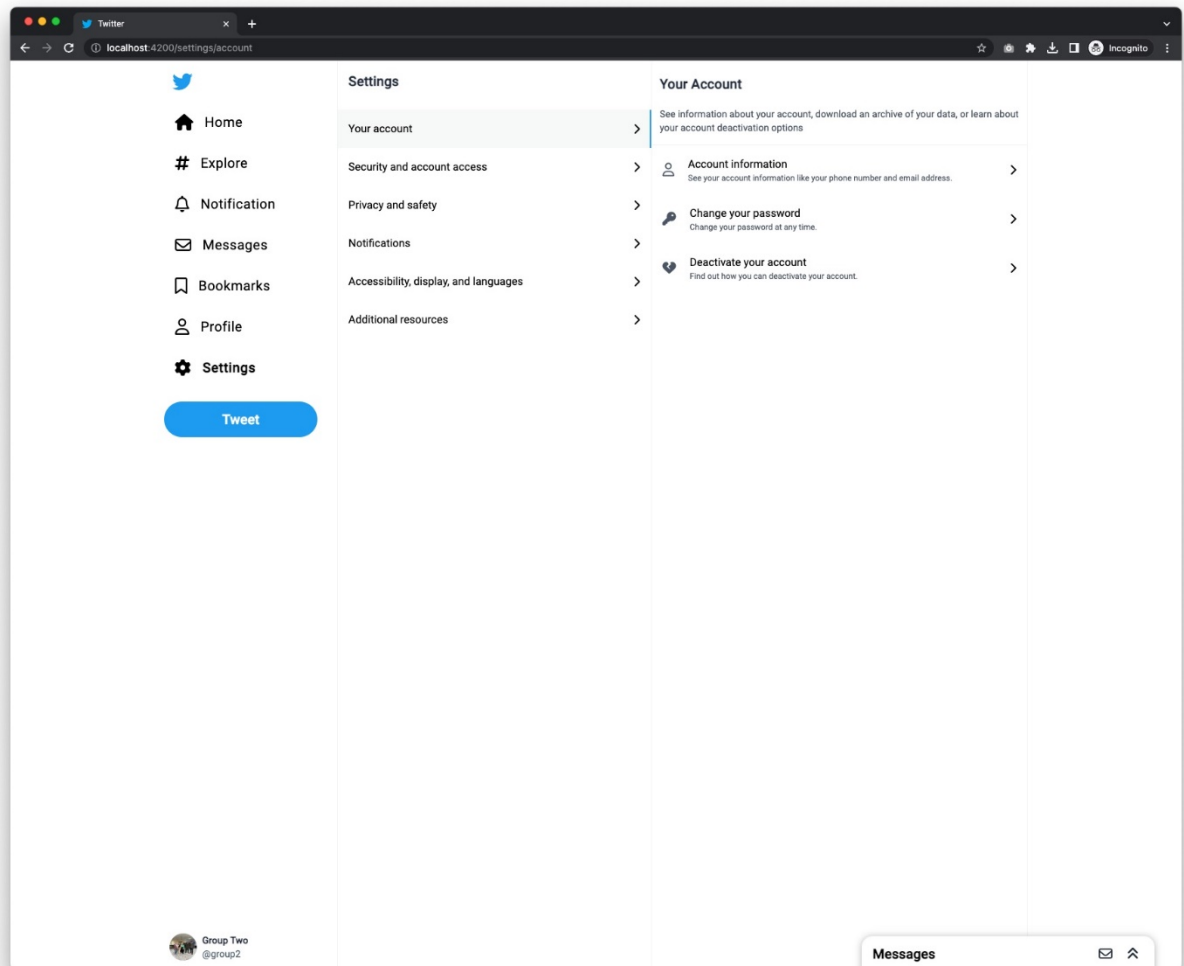 Twitter
localhost:4200/settings/account
Incognito
Home
Explore
Notification
Messages
Bookmarks
Profile
Settings
Tweet
Group Two
@group2
Settings
Your account
Security and account access
Privacy and safety
Notifications
Accessibility, display, and languages
Additional resources
Your Account
See information about your account, download an archive of your data, or learn about
your account deactivation options
Account information
See your account information like your phone number and email address.
Change your password
Change your password at any time.
Deactivate your account
Find out how you can deactivate your account.
Messages